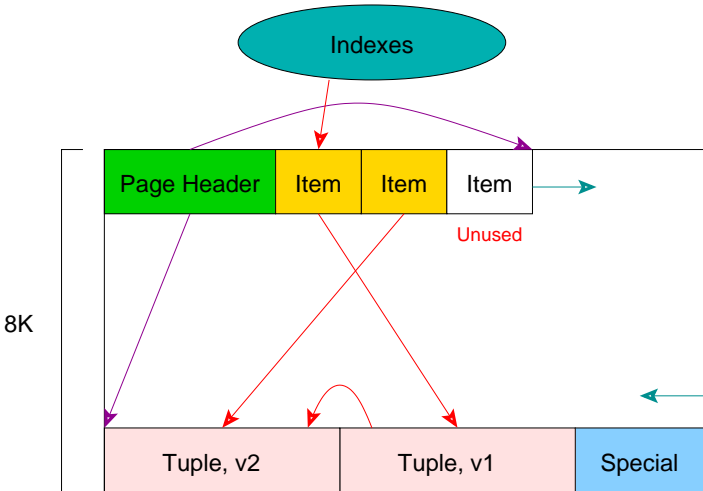 Indexes
Page Header
Item
Item
Item
Unused
8K
Tuple, v2
Tuple, v1
Special